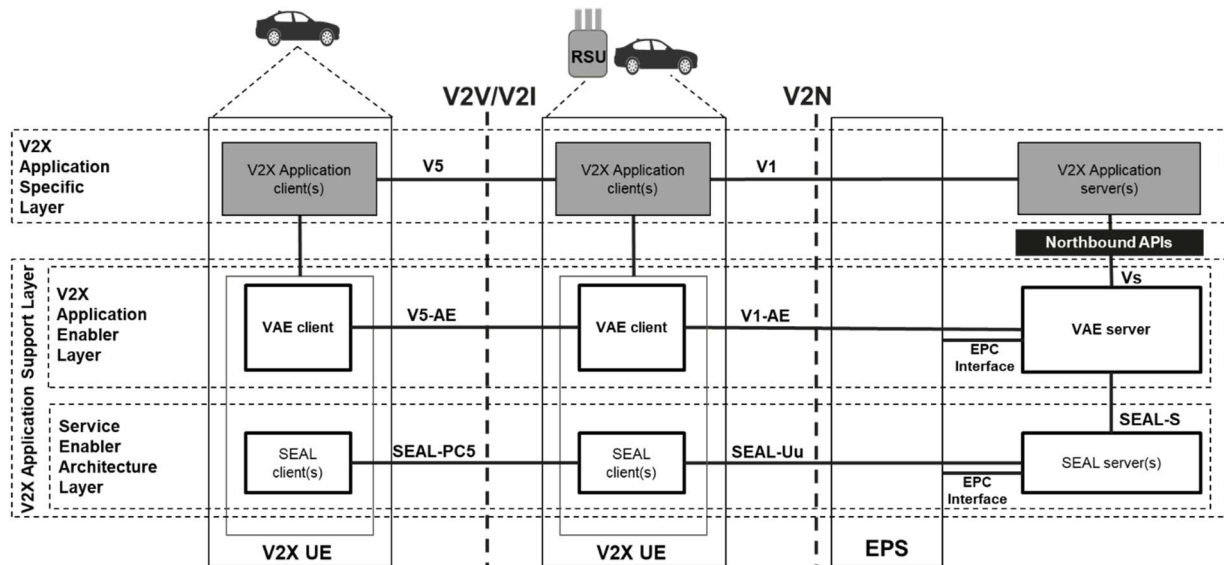 RSU
V2V/V2I
V2N
V2X
Application
Specific
Layer
V2X Application
client(s)
V5
V2X Application
client(s)
V1
V2X Application
server(s)
Northbound APIs
Vs
V2X Application Support Layer
V2X
Application
Enabler
Layer
VAE client
V5-AE
VAE client
V1-AE
VAE server
EPC
Interface
Service
Enabler
Architecture
Layer
SEAL
client(s)
SEAL-PC5
SEAL
client(s)
SEAL-Uu
SEAL-S
SEAL server(s)
EPC
Interface
V2X UE
V2X UE
EPS